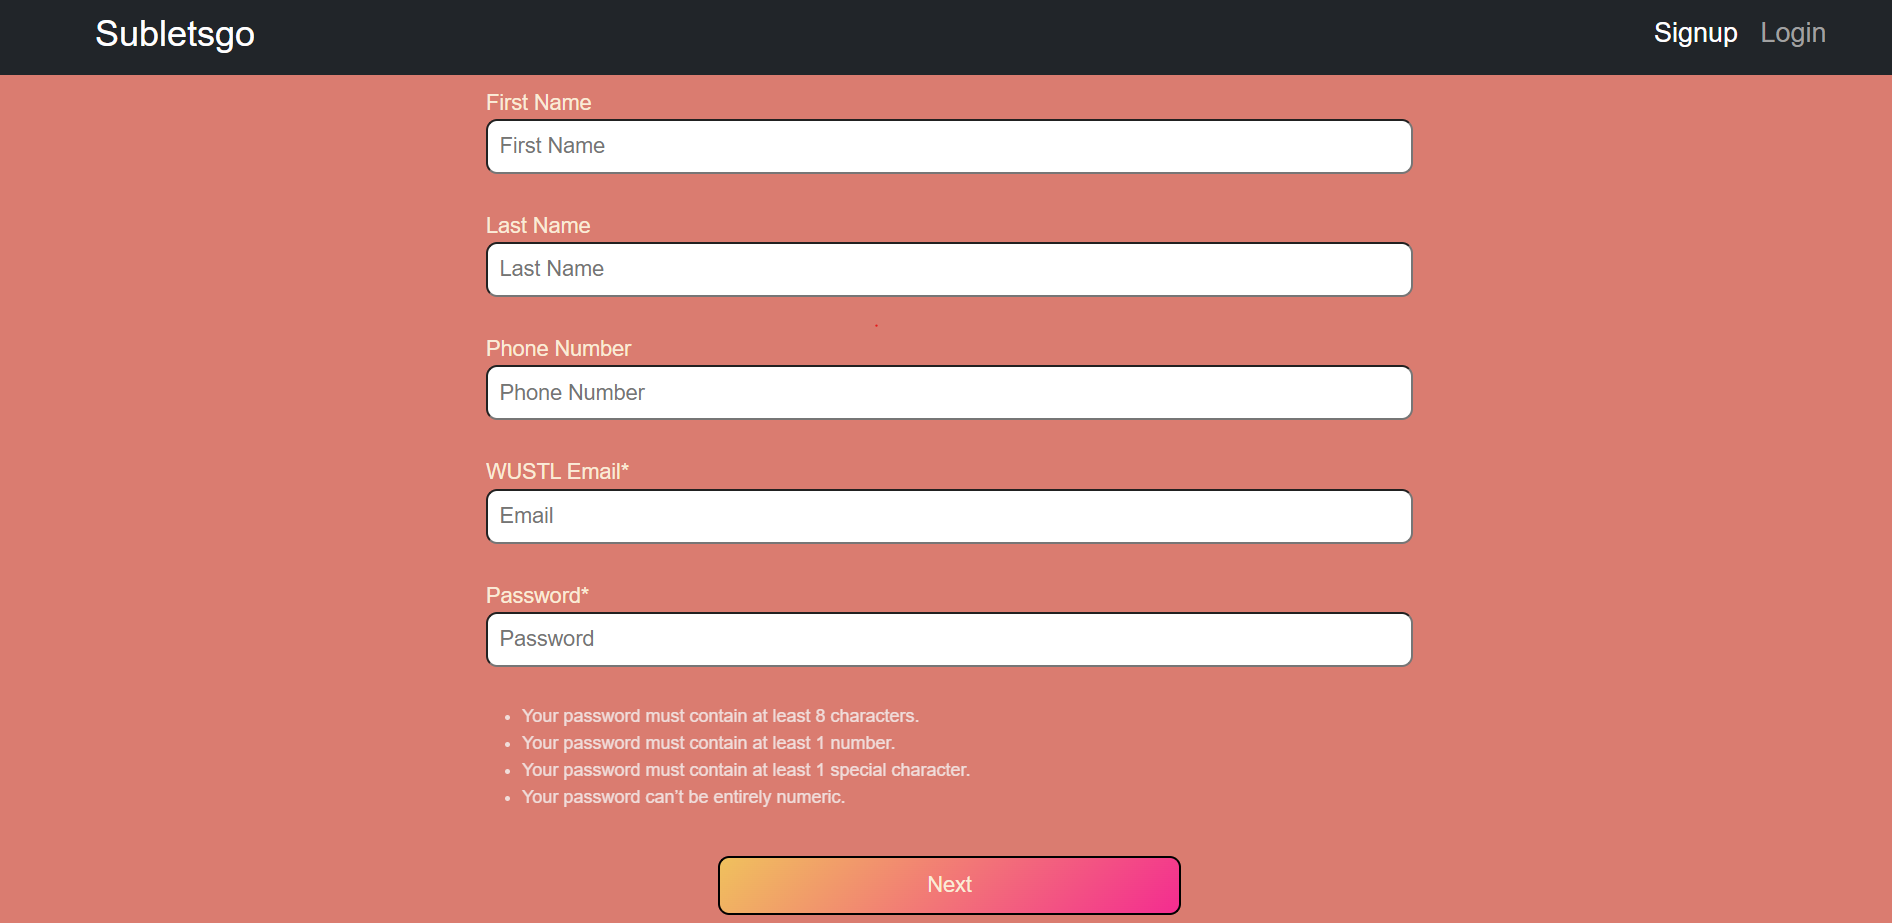 Subletsgo
Signup Login
First Name
First Name
Last Name
Last Name
Phone Number
Phone Number
WUSTL Email*
Email
Password*
Password
• Your password must contain at least 8 characters.
• Your password must contain at least 1 number.
• Your password must contain at least 1 special character.
• Your password can't be entirely numeric.
Next